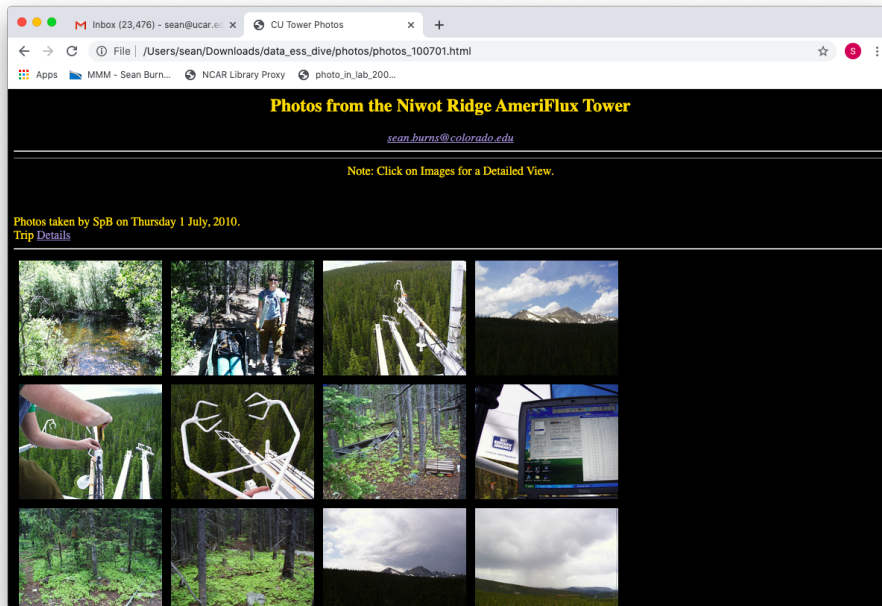 Inbox (23,476) - sean@ucar.ed
CU Tower Photos
File /Users/sean/Downloads/data_ess_dive/photos/photos_100701.html
S
Apps MMM - Sean Burn... NCAR Library Proxy photo_in_lab_200...
Photos from the Niwot Ridge AmeriFlux Tower
sean.burns@colorado.edu
Note: Click on Images for a Detailed View.
Photos taken by SpB on Thursday 1 July, 2010.
Trip Details